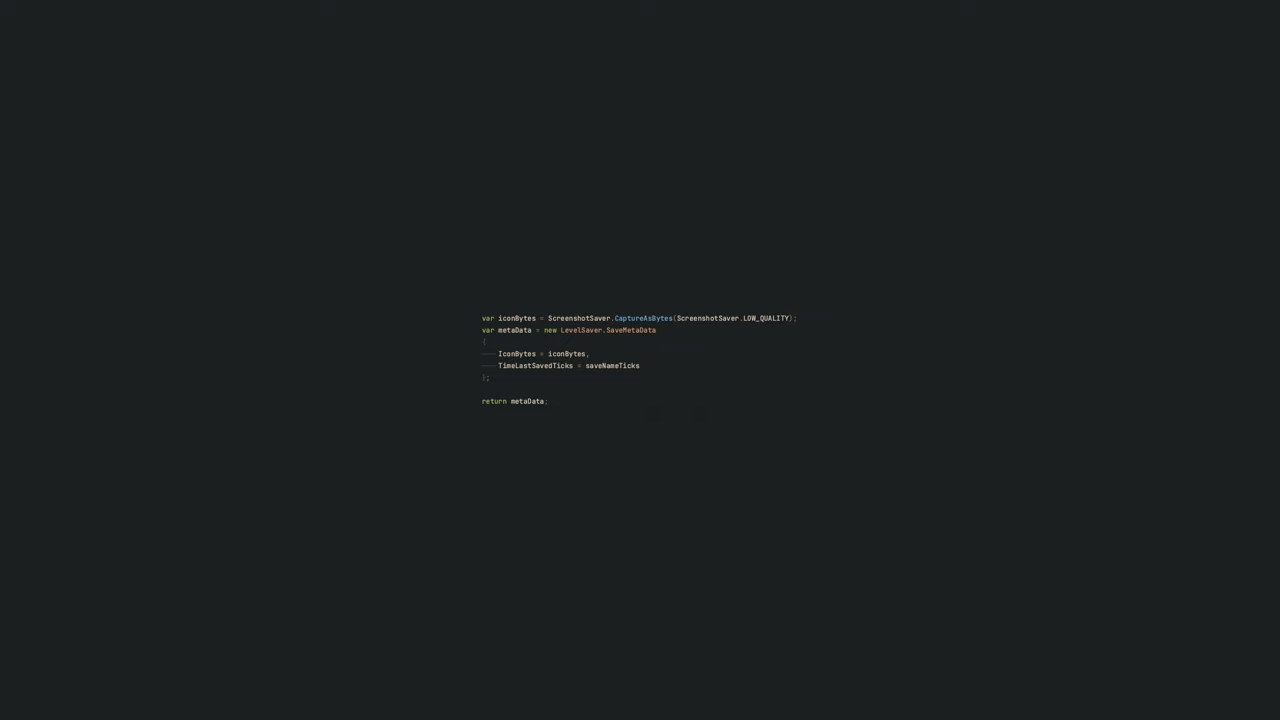 var iconBytes = ScreenshotSaver.CaptureAsBytes(ScreenshotSaver.LOW_QUALITY);
var metaData = new LevelSaver.SaveMetaData
{
IconBytes = iconBytes,
TimeLastSavedTicks = saveNameTicks
};
return metaData;